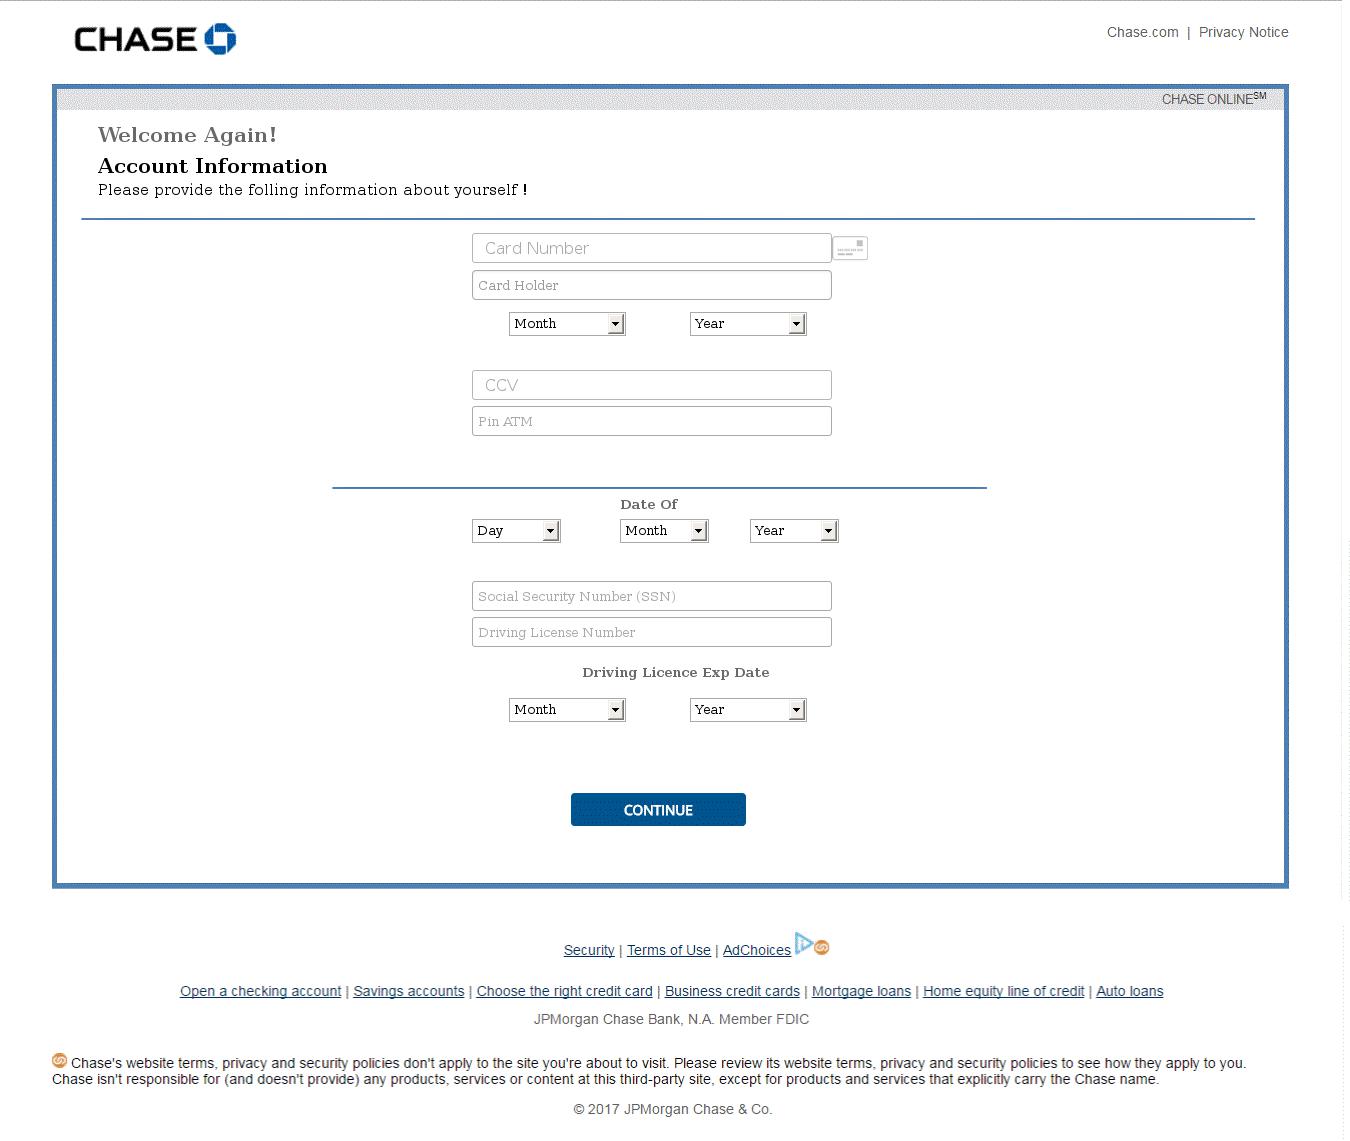 CHASE
Chase.com | Privacy Notice
CHASE ONLINE℠
Welcome Again!
Account Information
Please provide the folling information about yourself !
Card Number
Card Holder
Month Year
CCV
Pin ATM
Date Of
Day Month Year
Social Security Number (SSN)
Driving License Number
Driving Licence Exp Date
Month Year
CONTINUE
Security | Terms of Use | AdChoices
Open a checking account | Savings accounts | Choose the right credit card | Business credit cards | Mortgage loans | Home equity line of credit | Auto loans
JPMorgan Chase Bank, N.A. Member FDIC
Chase's website terms, privacy and security policies don't apply to the site you're about to visit. Please review its website terms, privacy and security policies to see how they apply to you.
Chase isn't responsible for (and doesn't provide) any products, services or content at this third-party site, except for products and services that explicitly carry the Chase name.
© 2017 JPMorgan Chase & Co.